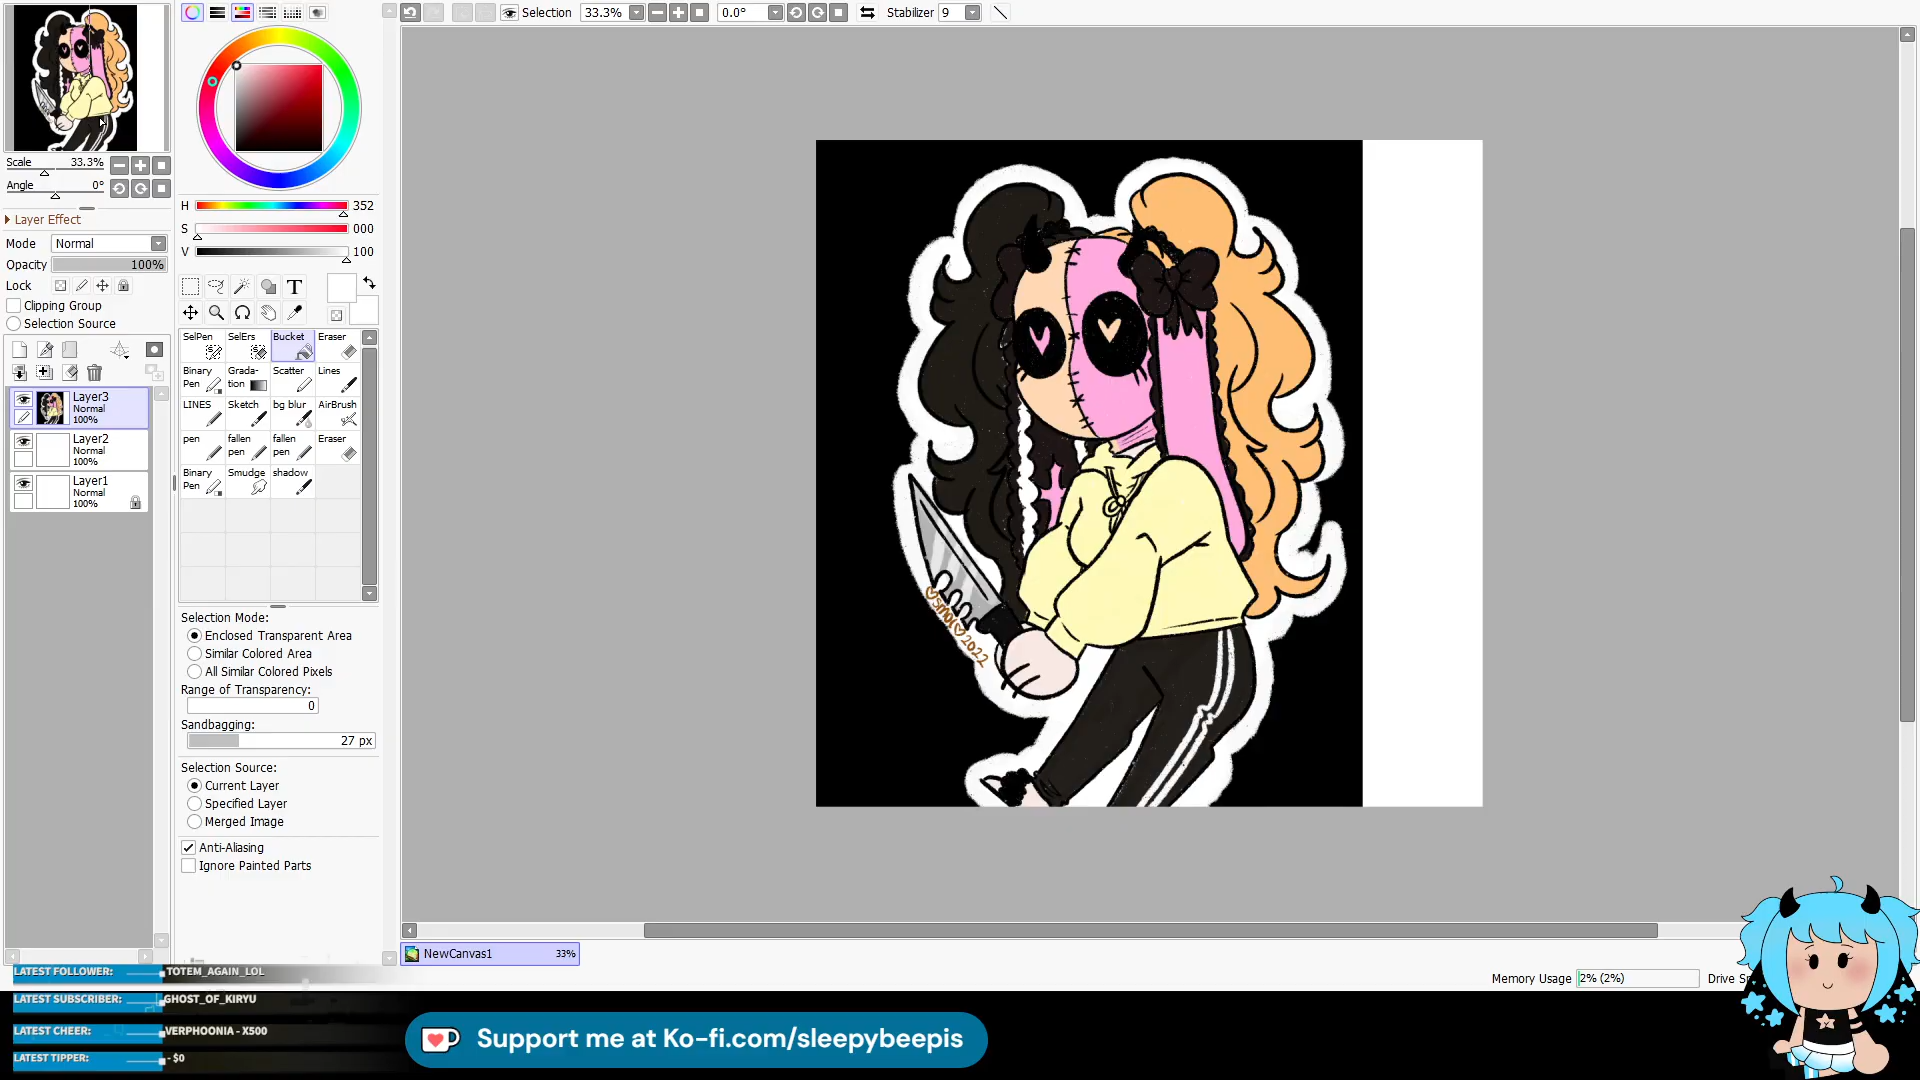 Selection
33.3%
0.0°
Stabilizer 9
Scale 33.3%
Angle 0°
Layer Effect
Mode Normal
Opacity 100%
Lock
Clipping Group
Selection Source
Layer3
Normal
100%
Layer2
Normal
100%
Layer1
Normal
100%
H 352
S 000
V 100
T
SelPen SelErs Bucket Eraser
Binary Pen Grada-tion Scatter Lines
LINES Sketch bg blur AirBrush
pen fallen pen fallen pen Eraser
Binary Pen Smudge shadow
Selection Mode:
Enclosed Transparent Area
Similar Colored Area
All Similar Colored Pixels
Range of Transparency:
0
Sandbagging:
27 px
Selection Source:
Current Layer
Specified Layer
Merged Image
Anti-Aliasing
Ignore Painted Parts
♡smol♡2022
NewCanvas1 33%
Memory Usage 2% (2%)
LATEST FOLLOWER: TOTEM_AGAIN_LOL
LATEST SUBSCRIBER: GHOST_OF_KIRYU
LATEST CHEER: VERPHOONIA - X500
LATEST TIPPER: - $0
Support me at Ko-fi.com/sleepybeepis